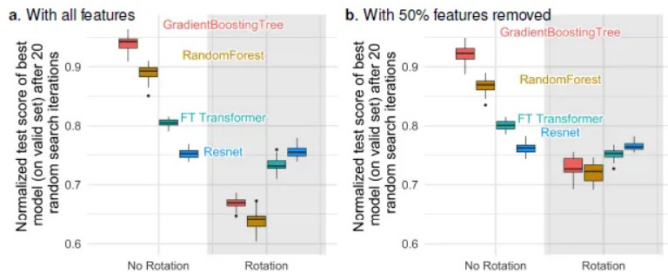 a. With all features
Normalized test score of best
model (on valid set) after 20
random search iterations
0.9
0.8
0.7
0.6
GradientBoostingTree
RandomForest
FT Transformer
Resnet
No Rotation
Rotation
b. With 50% features removed
Normalized test score of best
model (on valid set) after 20
random search iterations
0.9
0.8
0.7
0.6
GradientBoostingTree
RandomForest
FT Transformer
Resnet
No Rotation
Rotation